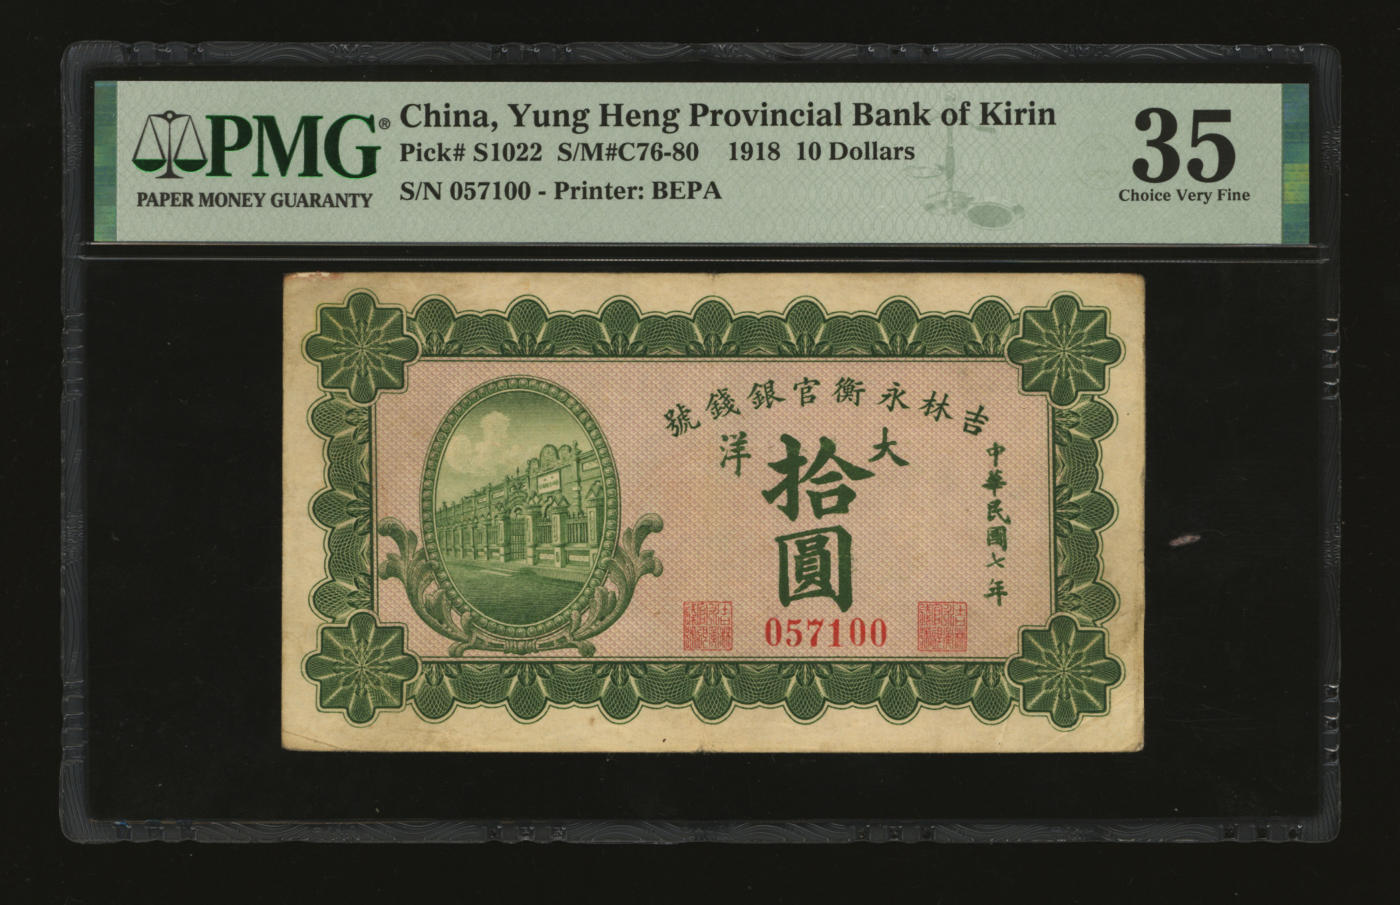 PMG®
PAPER MONEY GUARANTY
China, Yung Heng Provincial Bank of Kirin
Pick# S1022 S/M#C76-80 1918 10 Dollars
S/N 057100 - Printer: BEPA
35
Choice Very Fine
吉林永衡官銀錢號
大洋
拾圓
中華民國七年
057100